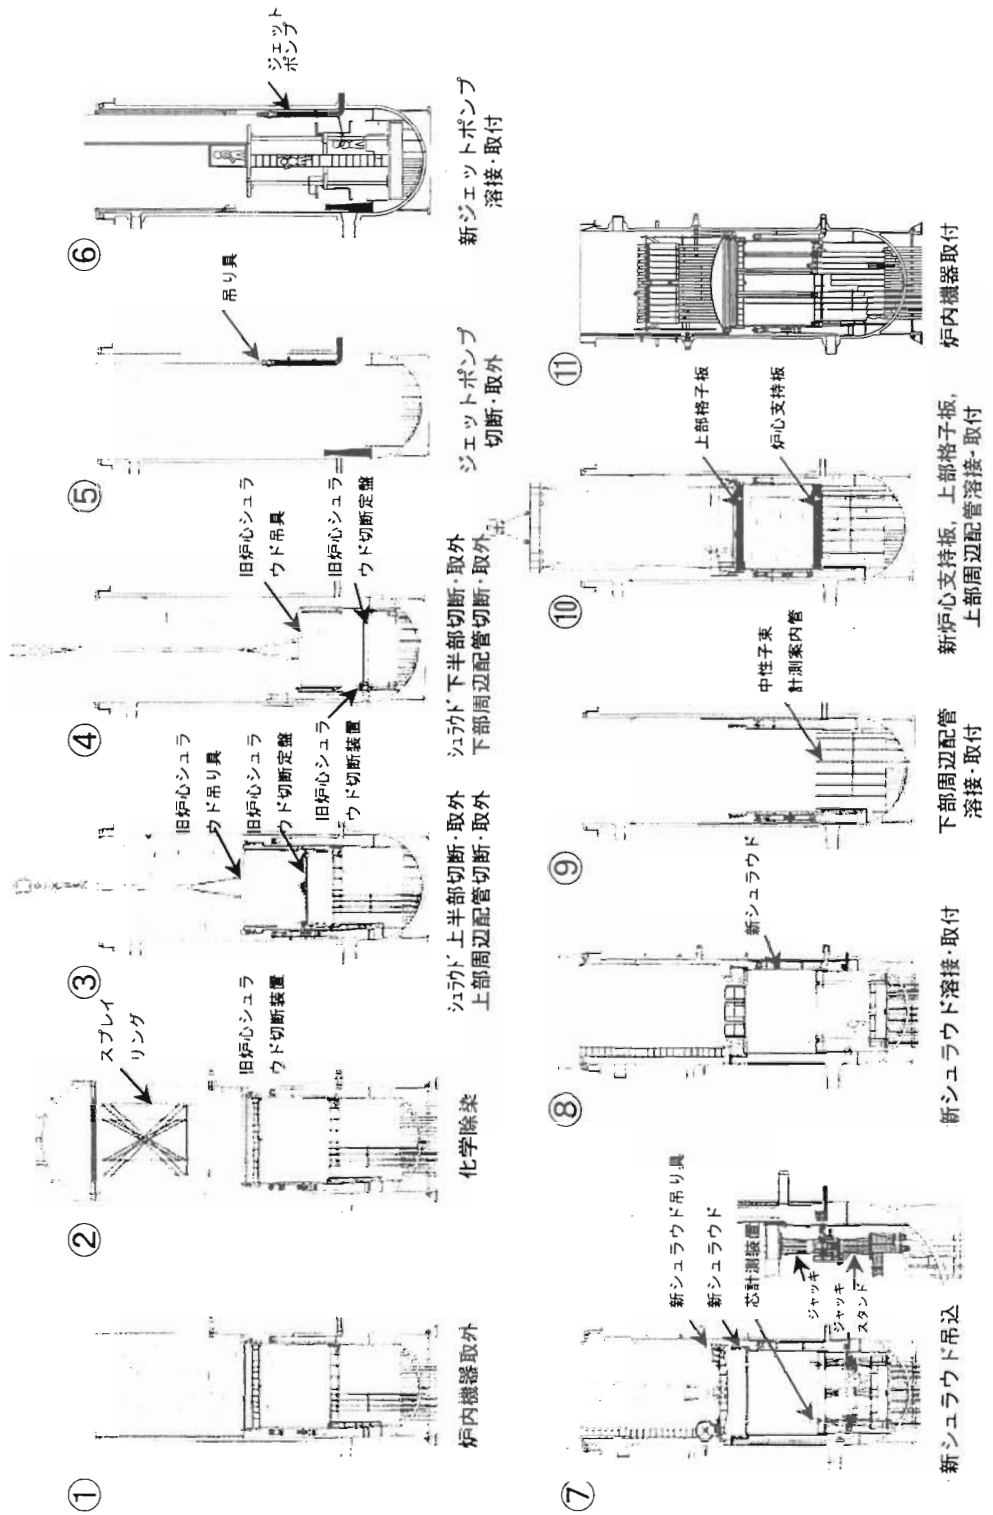 ①
炉内機器取外
②
スプレイ
リング
化学除染
③
旧炉心シュラ
ウド切断装置
旧炉心シュラ
ウド吊り具
旧炉心シュラ
ウド切断定盤
シュラウド上半部切断・取外
上部周辺配管切断・取外
④
旧炉心シュラ
ウド切断装置
旧炉心シュラ
ウド吊具
旧炉心シュラ
ウド切断定盤
シュラウド下半部切断・取外
下部周辺配管切断・取外
⑤
吊り具
ジェットポンプ
切断・取外
⑥
ジェット
ポンプ
新ジェットポンプ
溶接・取付
⑦
新シュラウド吊り具
新シュラウド
芯計測装置
ジャッキ
ジャッキ
スタンド
新シュラウド吊込
⑧
新シュラウド
新シュラウド溶接・取付
⑨
中性子束
計測案内管
下部周辺配管
溶接・取付
⑩
上部格子板
炉心支持板
新炉心支持板，上部格子板，
上部周辺配管溶接・取付
⑪
炉内機器取付